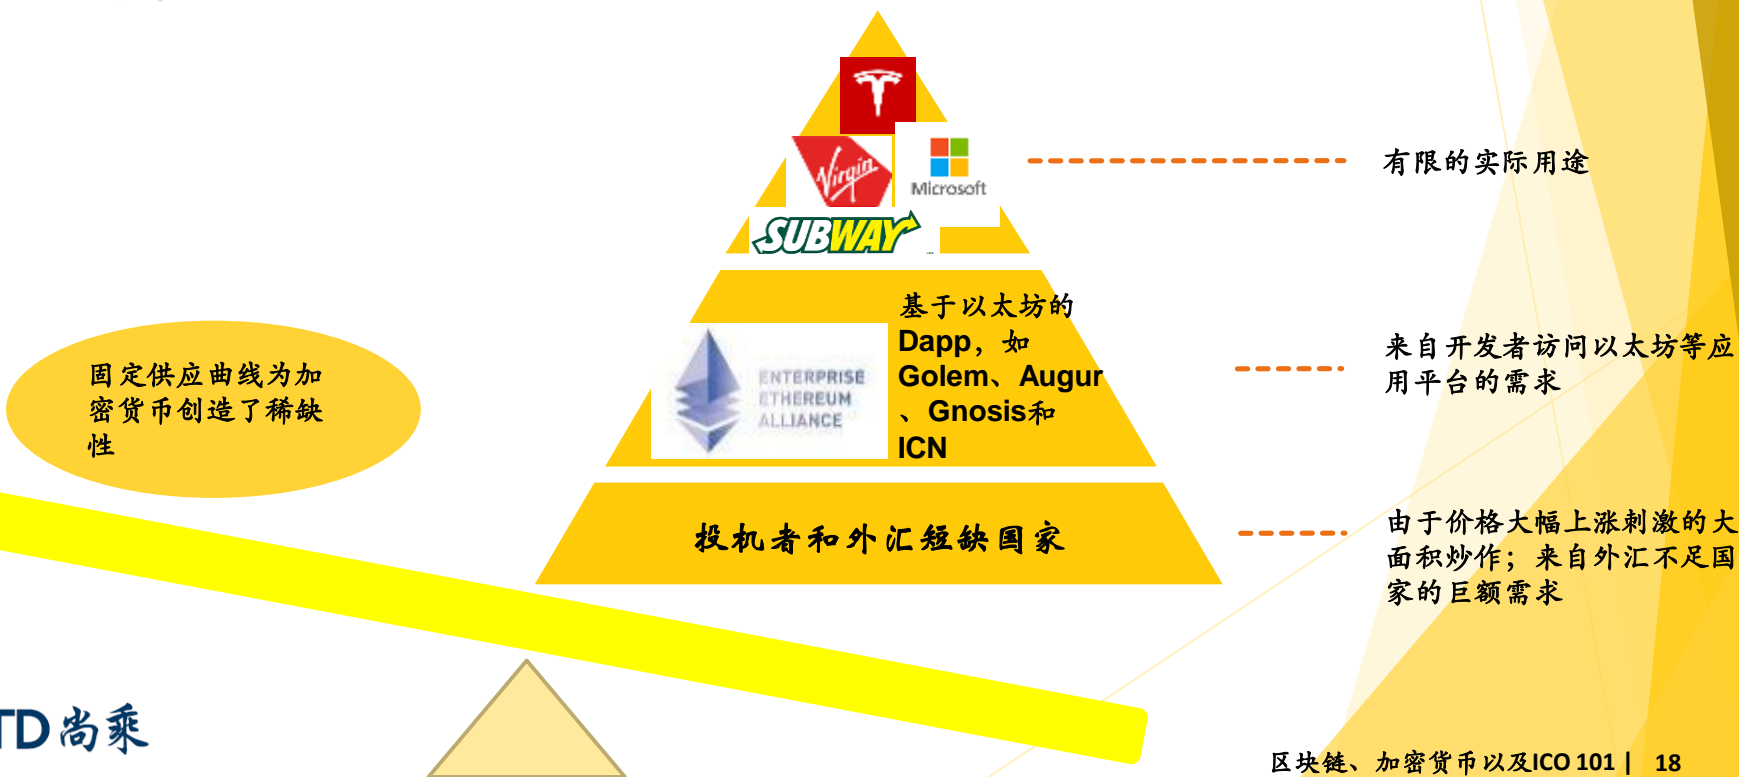 Virgin
Microsoft
SUBWAY
有限的实际用途
基于以太坊的
Dapp，如
Golem、Augur
、Gnosis和
ICN
ENTERPRISE
ETHEREUM
ALLIANCE
来自开发者访问以太坊等应
用平台的需求
固定供应曲线为加
密货币创造了稀缺
性
投机者和外汇短缺国家
由于价格大幅上涨刺激的大
面积炒作；来自外汇不足国
家的巨额需求
TD尚乘
区块链、加密货币以及ICO 101 | 18